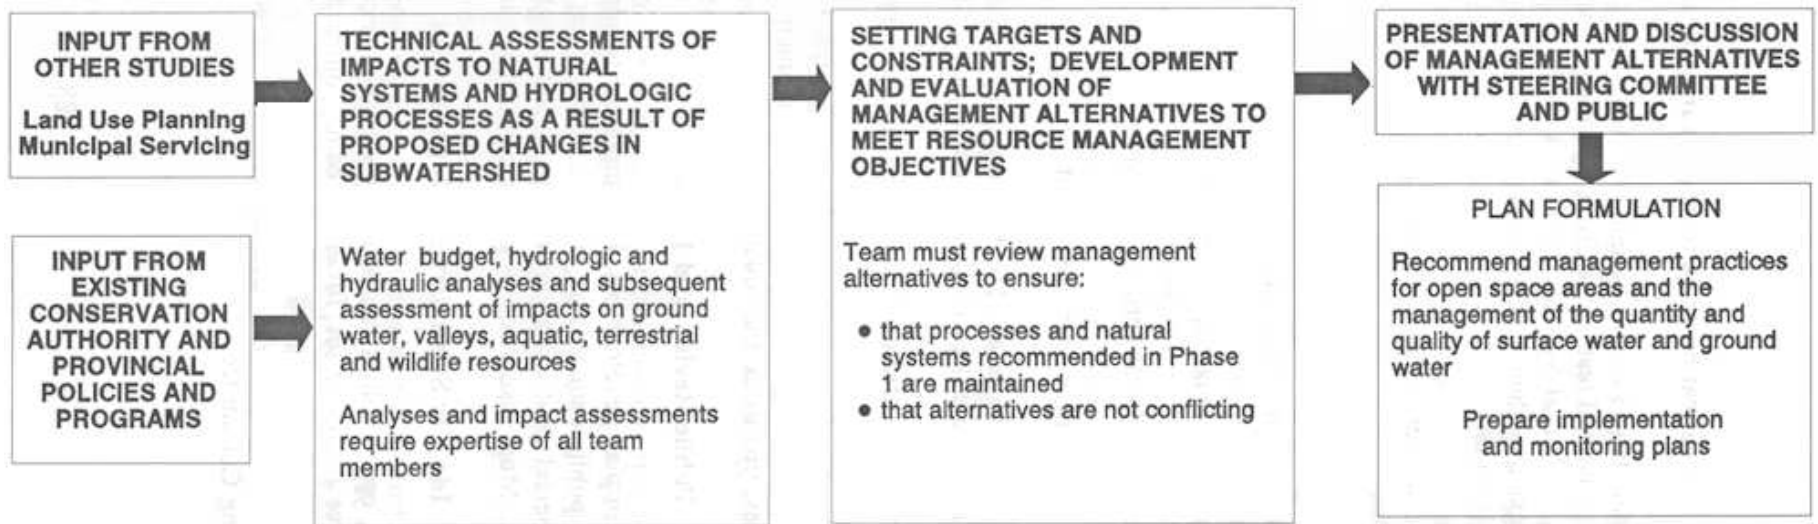 INPUT FROM
OTHER STUDIES
Land Use Planning
Municipal Servicing
INPUT FROM
EXISTING
CONSERVATION
AUTHORITY AND
PROVINCIAL
POLICIES AND
PROGRAMS
TECHNICAL ASSESSMENTS OF
IMPACTS TO NATURAL
SYSTEMS AND HYDROLOGIC
PROCESSES AS A RESULT OF
PROPOSED CHANGES IN
SUBWATERSHED
Water budget, hydrologic and
hydraulic analyses and subsequent
assessment of impacts on ground
water, valleys, aquatic, terrestrial
and wildlife resources
Analyses and impact assessments
require expertise of all team
members
SETTING TARGETS AND
CONSTRAINTS; DEVELOPMENT
AND EVALUATION OF
MANAGEMENT ALTERNATIVES TO
MEET RESOURCE MANAGEMENT
OBJECTIVES
Team must review management
alternatives to ensure:
● that processes and natural
systems recommended in Phase
1 are maintained
● that alternatives are not conflicting
PRESENTATION AND DISCUSSION
OF MANAGEMENT ALTERNATIVES
WITH STEERING COMMITTEE
AND PUBLIC
PLAN FORMULATION
Recommend management practices
for open space areas and the
management of the quantity and
quality of surface water and ground
water
Prepare implementation
and monitoring plans